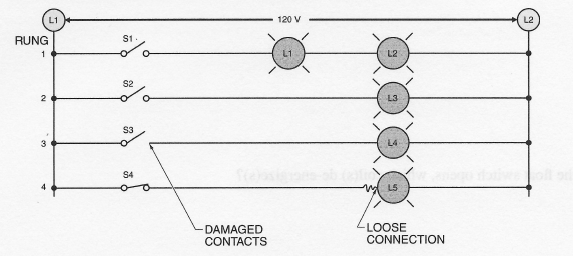 L1 120 V L2
RUNG
1 S1 L1 L2
2 S2 L3
3 S3 L4
4 S4 L5
DAMAGED CONTACTS
LOOSE CONNECTION